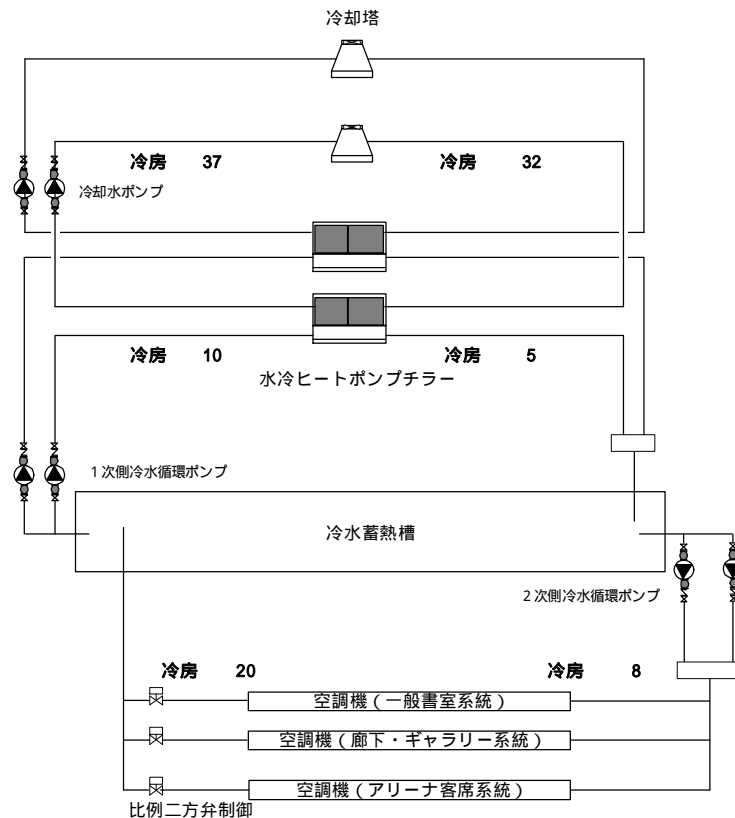 冷却塔
冷房 37
冷房 32
冷却水ポンプ
冷房 10
冷房 5
水冷ヒートポンプチラー
1次側冷水循環ポンプ
冷水蓄熱槽
2次側冷水循環ポンプ
冷房 20
冷房 8
空調機(一般書室系統)
空調機(廊下・ギャラリー系統)
空調機(アリーナ客席系統)
比例二方弁制御